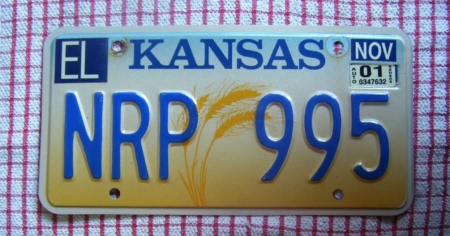 EL KANSAS NOV
AUTO 01
0347632
NRP 995